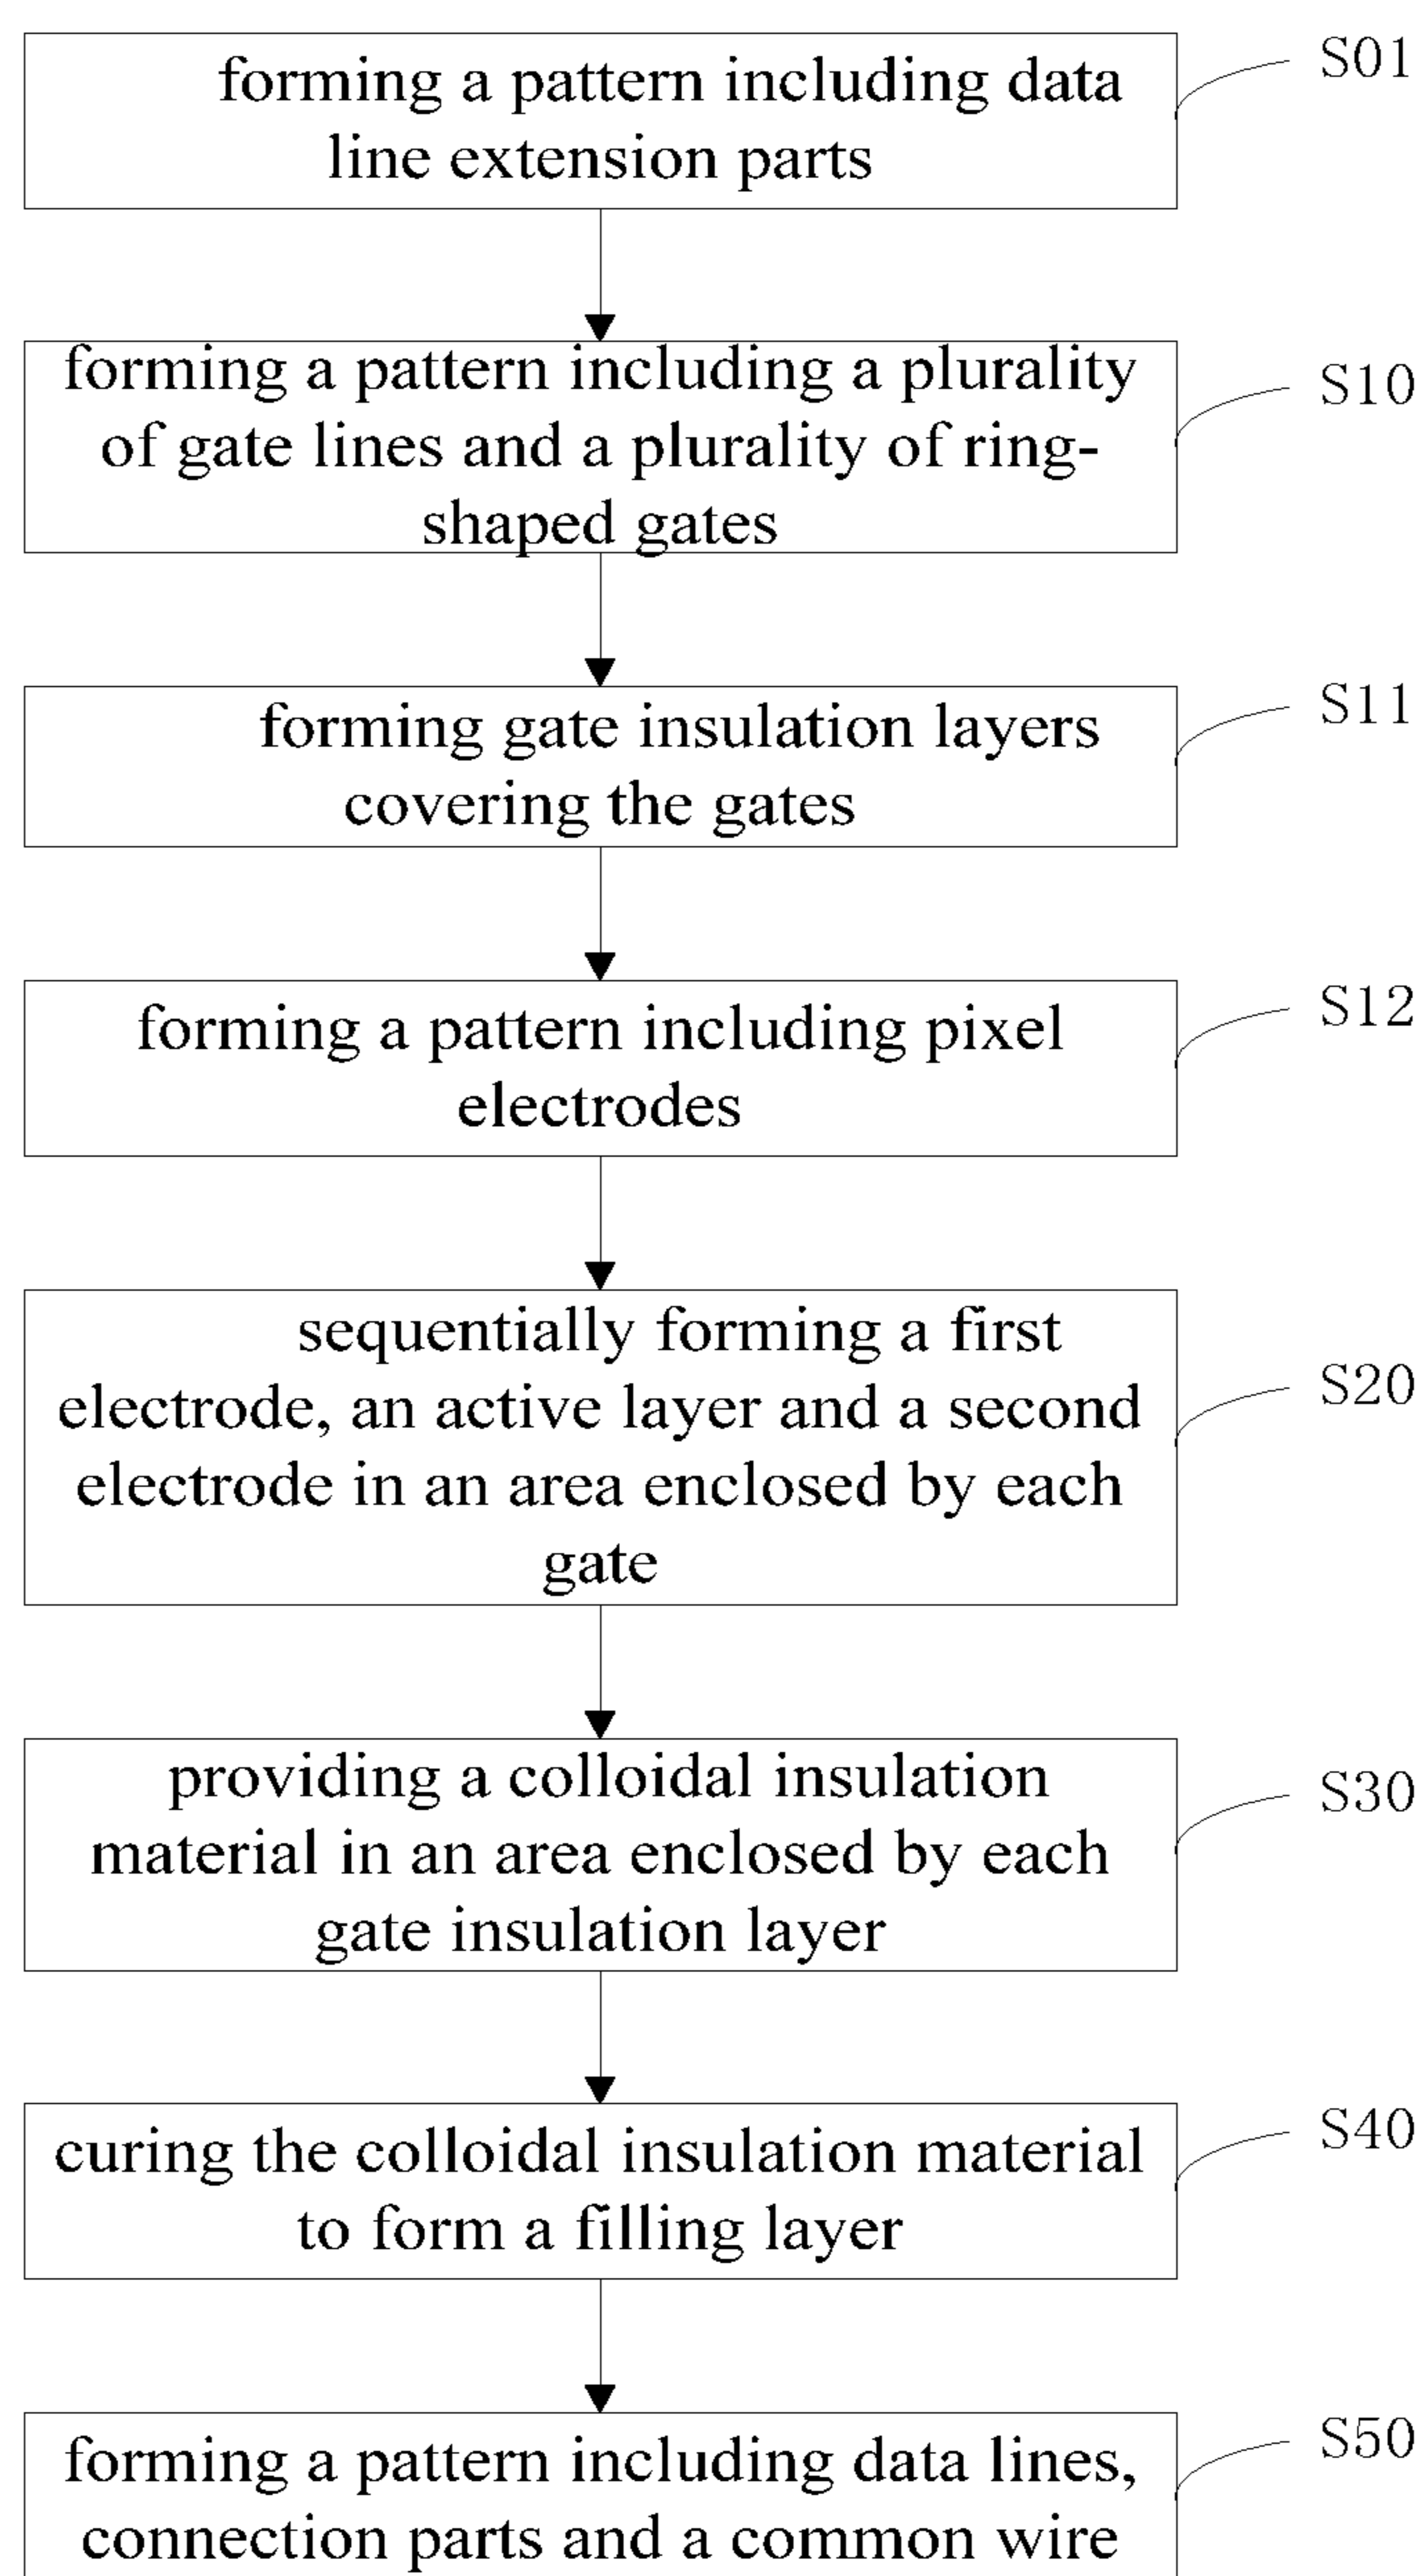 forming a pattern including data
line extension parts
S01
forming a pattern including a plurality
of gate lines and a plurality of ring-
shaped gates
S10
forming gate insulation layers
covering the gates
S11
forming a pattern including pixel
electrodes
S12
sequentially forming a first
electrode, an active layer and a second
electrode in an area enclosed by each
gate
S20
providing a colloidal insulation
material in an area enclosed by each
gate insulation layer
S30
curing the colloidal insulation material
to form a filling layer
S40
forming a pattern including data lines,
connection parts and a common wire
S50